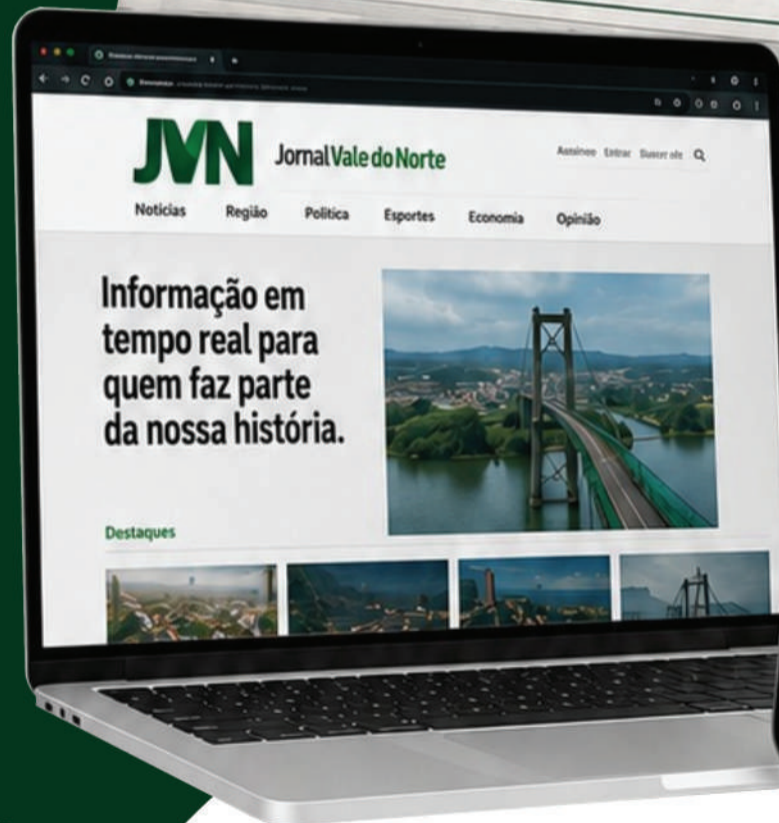 JVN
Jornal Vale do Norte
Entrar
Notícias Região Política Esportes Economia Opinião
Informação em
tempo real para
quem faz parte
da nossa história.
Destaques